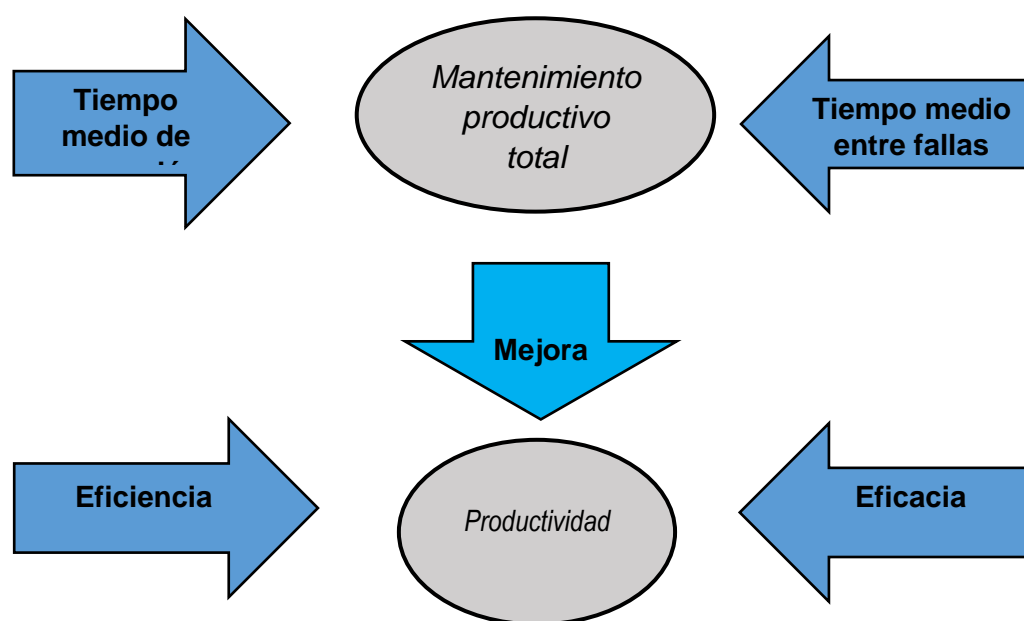 Tiempo
medio de
Mantenimiento
productivo
total
Tiempo medio
entre fallas
Mejora
Eficiencia
Productividad
Eficacia